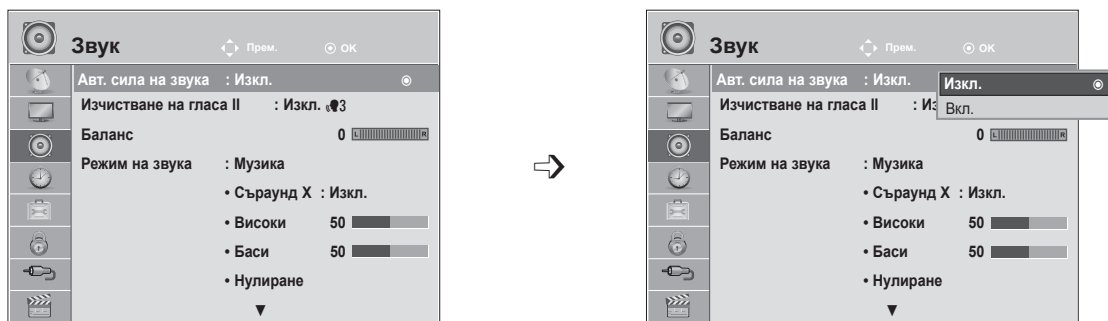 Звук Прем. OK
Авт. сила на звука : Изкл.
Изчистване на гласа II : Изкл. 3
Баланс 0 L R
Режим на звука : Музика
• Съраунд X : Изкл.
• Високи 50
• Баси 50
• Нулиране
▼
Звук Прем. OK
Авт. сила на звука : Изкл.
Изкл.
Вкл.
Изчистване на гласа II : Из
Баланс 0 L R
Режим на звука : Музика
• Съраунд X : Изкл.
• Високи 50
• Баси 50
• Нулиране
▼